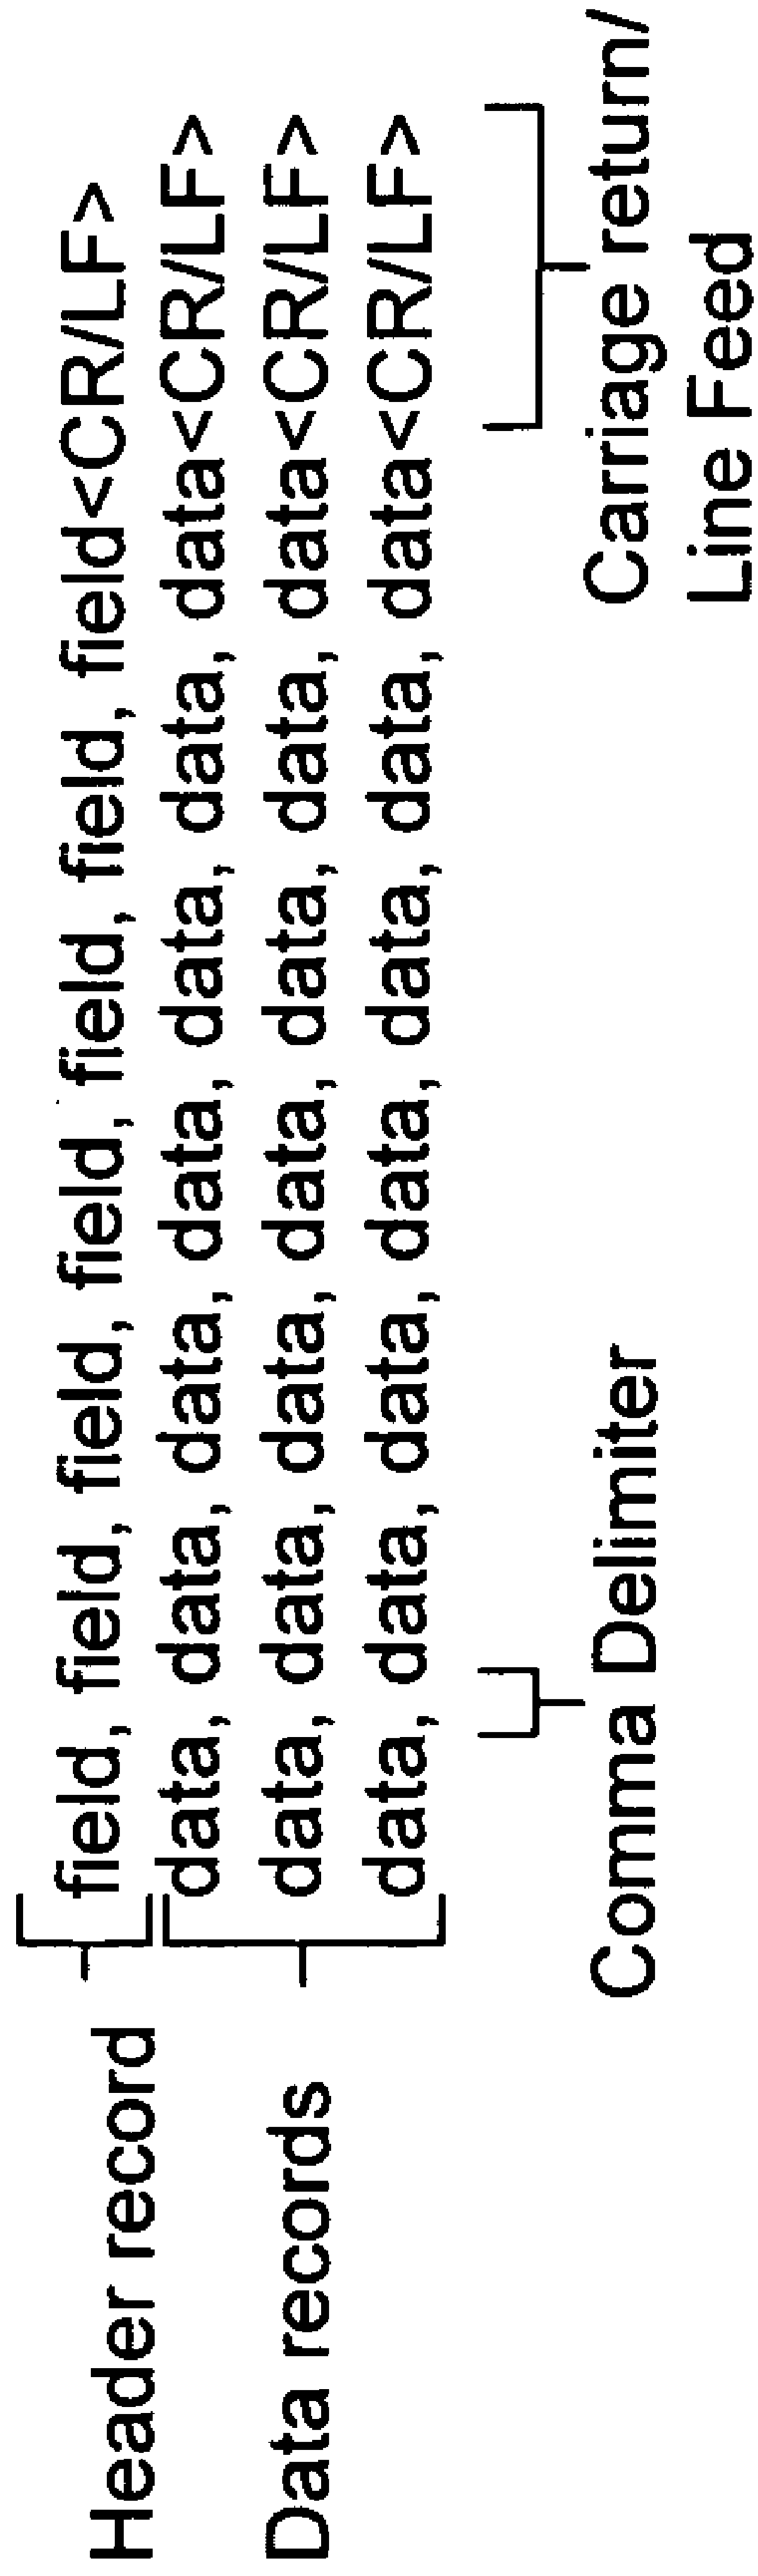 Header record
field, field, field, field, field, field, field<CR/LF>
Data records
data, data, data, data, data, data, data<CR/LF>
data, data, data, data, data, data, data<CR/LF>
data, data, data, data, data, data, data<CR/LF>
Comma Delimiter
Carriage return/
Line Feed